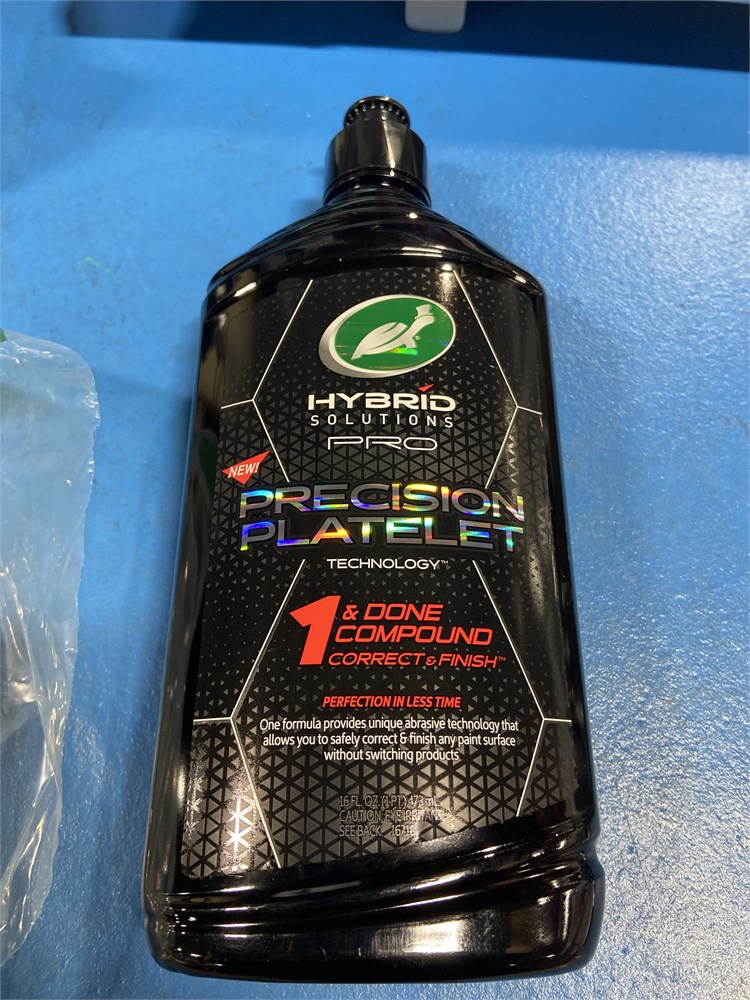 HYBRID
SOLUTIONS
PRO
NEW!
PRECISION
PLATELET
TECHNOLOGY™
1 & DONE
COMPOUND
CORRECT & FINISH™
PERFECTION IN LESS TIME
One formula provides unique abrasive technology that
allows you to safely correct & finish any paint surface
without switching products
16 FL. OZ. (1 PT) 473 mL
CAUTION: EYE IRRITANT
SEE BACK